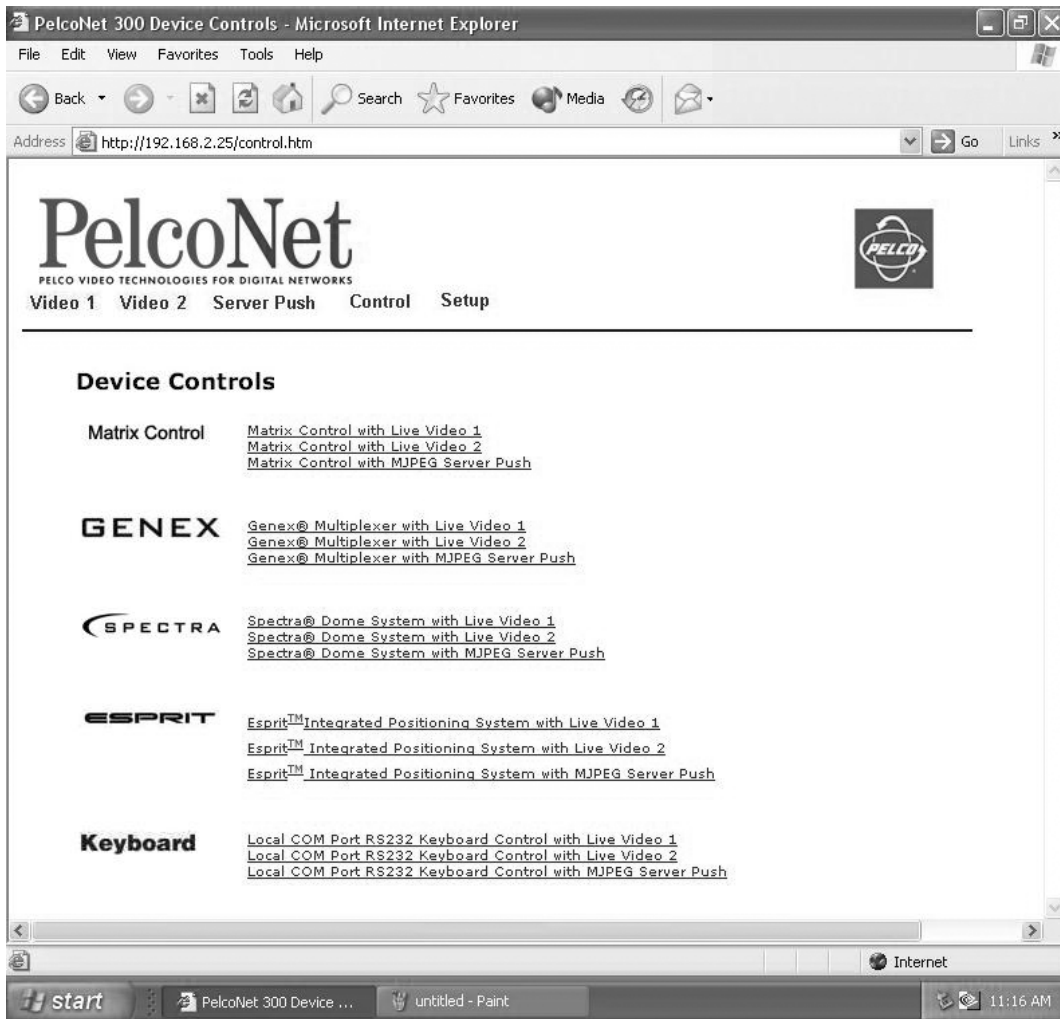 PelcoNet 300 Device Controls - Microsoft Internet Explorer
File Edit View Favorites Tools Help
Back Search Favorites Media
Address http://192.168.2.25/control.htm Go Links »
PelcoNet
PELCO VIDEO TECHNOLOGIES FOR DIGITAL NETWORKS
PELCO
Video 1 Video 2 Server Push Control Setup
Device Controls
Matrix Control
Matrix Control with Live Video 1
Matrix Control with Live Video 2
Matrix Control with MJPEG Server Push
GENEX
Genex® Multiplexer with Live Video 1
Genex® Multiplexer with Live Video 2
Genex® Multiplexer with MJPEG Server Push
SPECTRA
Spectra® Dome System with Live Video 1
Spectra® Dome System with Live Video 2
Spectra® Dome System with MJPEG Server Push
ESPRIT
Esprit™Integrated Positioning System with Live Video 1
Esprit™ Integrated Positioning System with Live Video 2
Esprit™ Integrated Positioning System with MJPEG Server Push
Keyboard
Local COM Port RS232 Keyboard Control with Live Video 1
Local COM Port RS232 Keyboard Control with Live Video 2
Local COM Port RS232 Keyboard Control with MJPEG Server Push
Internet
start PelcoNet 300 Device ... untitled - Paint 11:16 AM